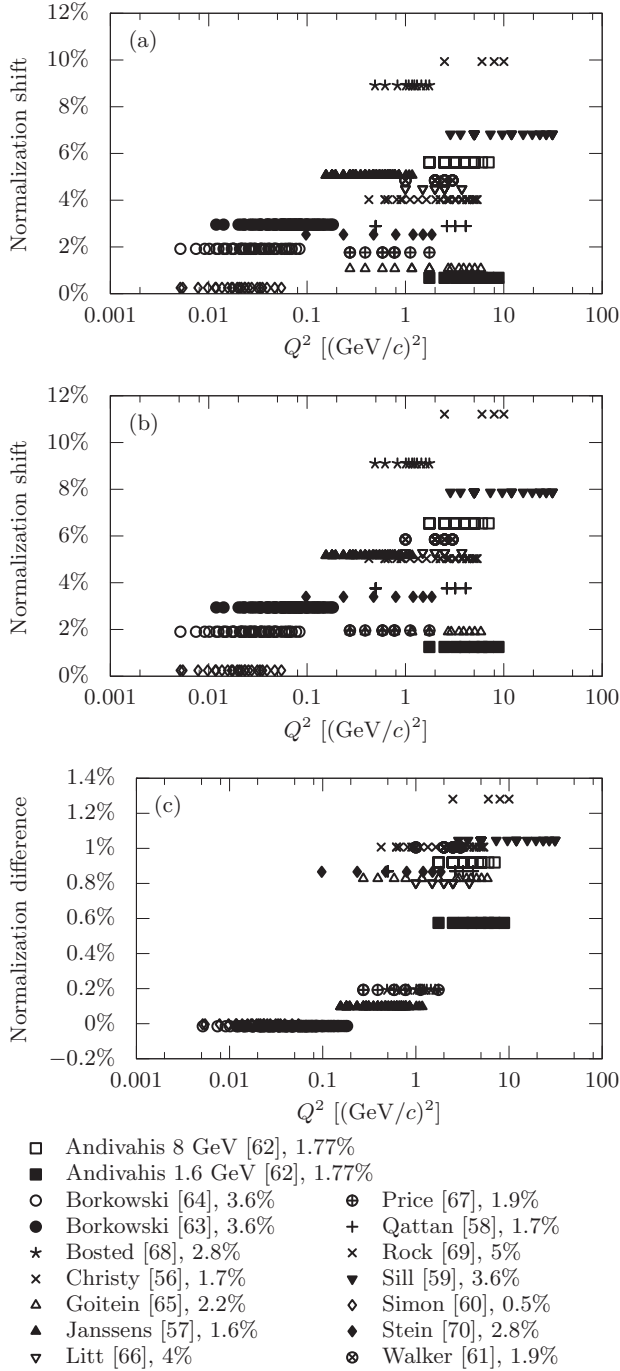 12%
10%
8%
6%
4%
2%
0%
(a)
Normalization shift
0.001 0.01 0.1 1 10 100
Q² [(GeV/c)²]
12%
10%
8%
6%
4%
2%
0%
(b)
Normalization shift
0.001 0.01 0.1 1 10 100
Q² [(GeV/c)²]
1.4%
1.2%
1%
0.8%
0.6%
0.4%
0.2%
0%
−0.2%
(c)
Normalization difference
0.001 0.01 0.1 1 10 100
Q² [(GeV/c)²]
Andivahis 8 GeV [62], 1.77%
Andivahis 1.6 GeV [62], 1.77%
Borkowski [64], 3.6%
Borkowski [63], 3.6%
Bosted [68], 2.8%
Christy [56], 1.7%
Goitein [65], 2.2%
Janssens [57], 1.6%
Litt [66], 4%
Price [67], 1.9%
Qattan [58], 1.7%
Rock [69], 5%
Sill [59], 3.6%
Simon [60], 0.5%
Stein [70], 2.8%
Walker [61], 1.9%